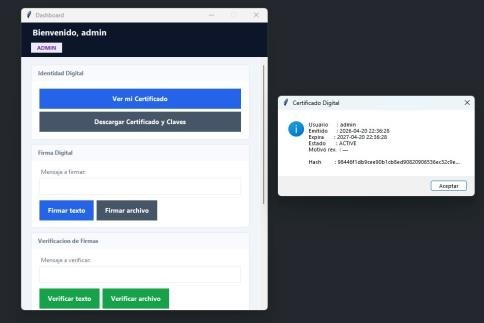 Dashboard
Bienvenido, admin
ADMIN
Identidad Digital
Ver mi Certificado
Descargar Certificado y Claves
Firma Digital
Mensaje a firmar:
Firmar texto
Firmar archivo
Verificacion de Firmas
Mensaje a verificar:
Verificar texto
Verificar archivo
Certificado Digital
Usuario : admin
Emitido : 2026-04-20 22:36:28
Expira : 2027-04-20 22:36:28
Estado : ACTIVE
Motivo rev. : —
Hash :
Aceptar